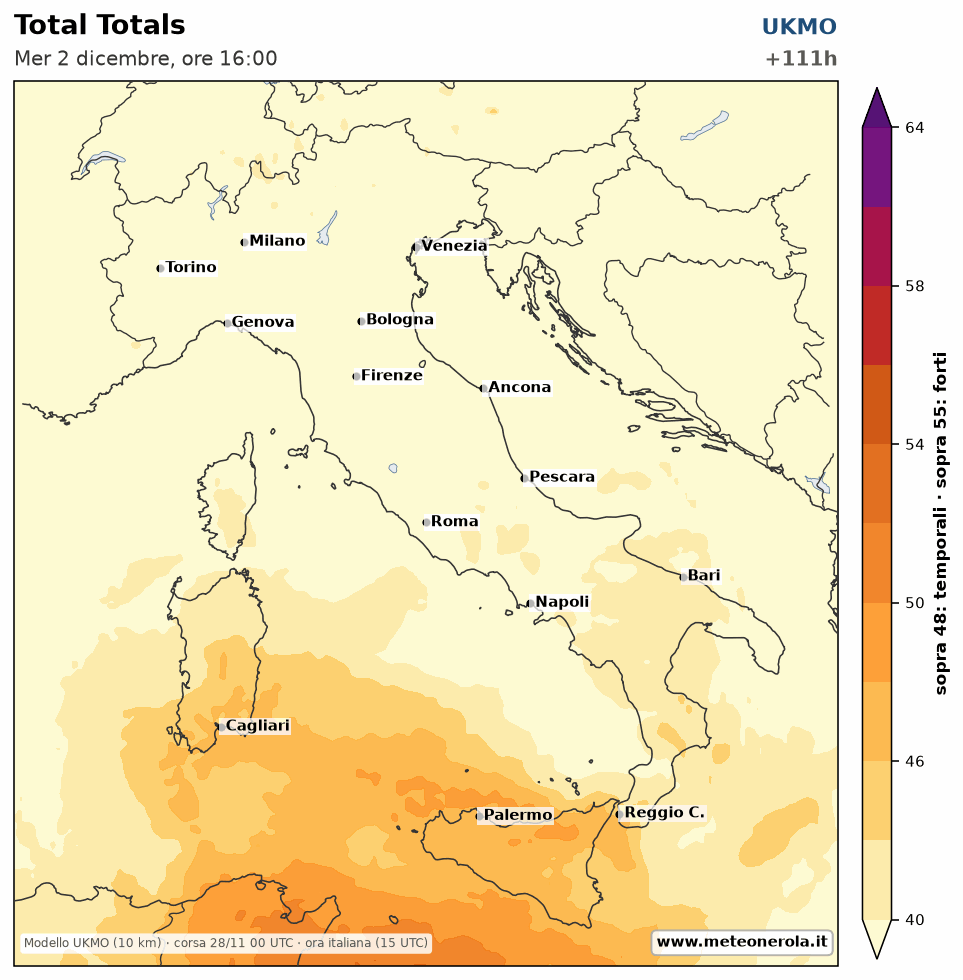 Total Totals
UKMO
Mer 2 dicembre, ore 16:00
+111h
Milano
Venezia
Torino
Genova
Bologna
Firenze
Ancona
Pescara
Roma
Bari
Napoli
Cagliari
Palermo
Reggio C.
64
58
54
50
46
40
sopra 48: temporali · sopra 55: forti
Modello UKMO (10 km) · corsa 28/11 00 UTC · ora italiana (15 UTC)
www.meteonerola.it